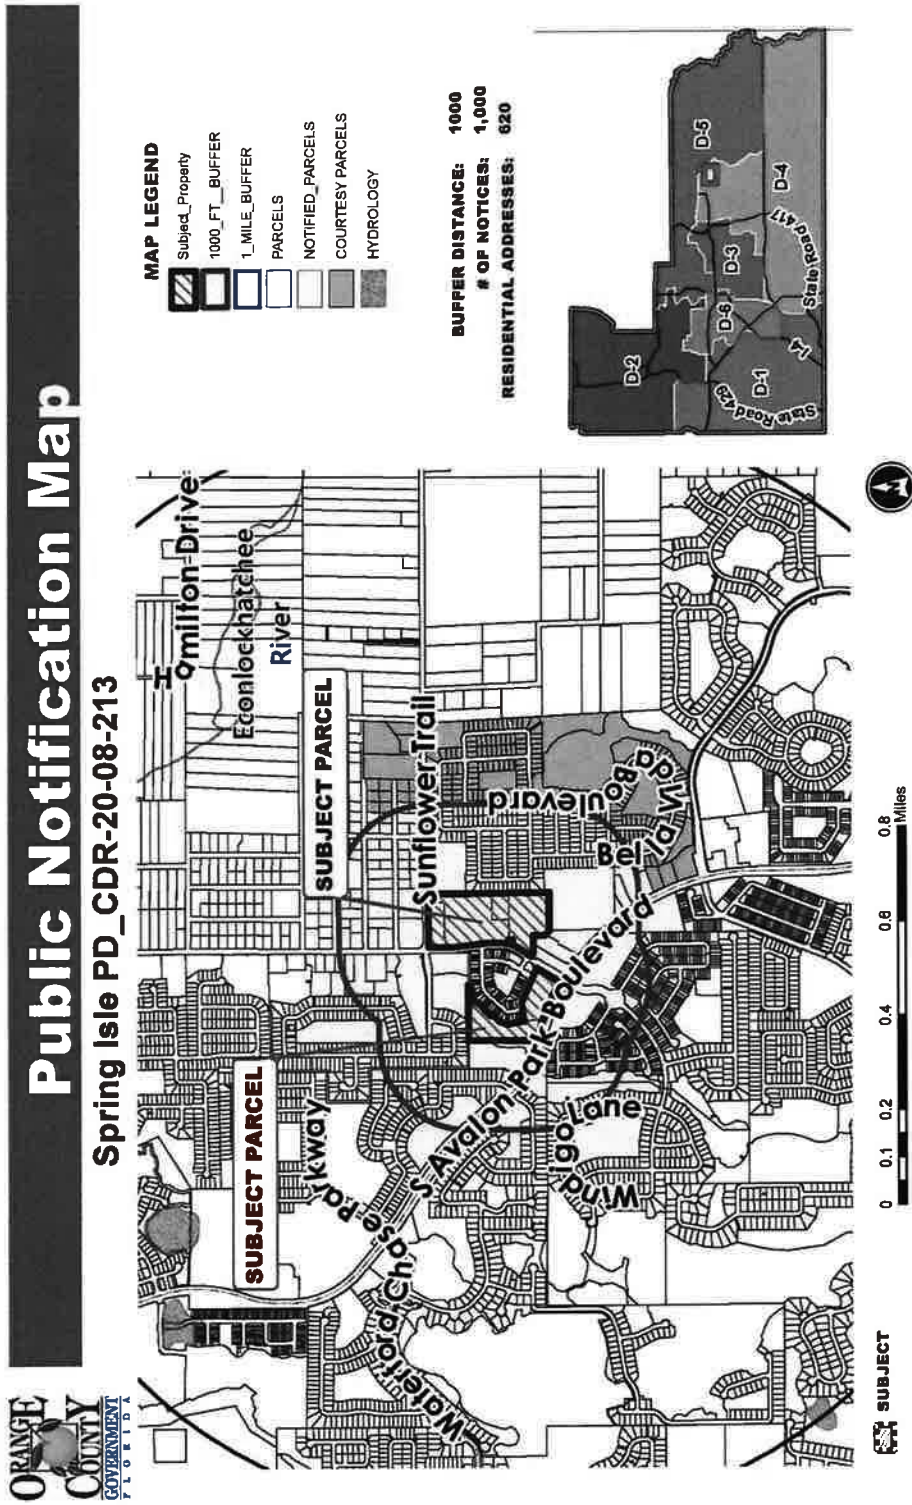 ORANGE
COUNTY
GOVERNMENT
FLORIDA
Public Notification Map
Spring Isle PD_CDR-20-08-213
MAP LEGEND
Subject_Property
1000_FT__BUFFER
1_MILE_BUFFER
PARCELS
NOTIFIED_PARCELS
COURTESY PARCELS
HYDROLOGY
BUFFER DISTANCE: 1000
# OF NOTICES: 1,000
RESIDENTIAL ADDRESSES: 620
Hamilton Drive
Econlockhatchee
River
SUBJECT PARCEL
SUBJECT PARCEL
Sunflower Trail
Waterford Chase Parkway
S Avalon Park Boulevard
Bella Vida
Boulevard
Windigo Lane
D-2
D-5
D-3
D-6
D-4
D-1
State Road 417
State Road 429
I-4
SUBJECT
0 0.1 0.2 0.4 0.6 0.8
Miles